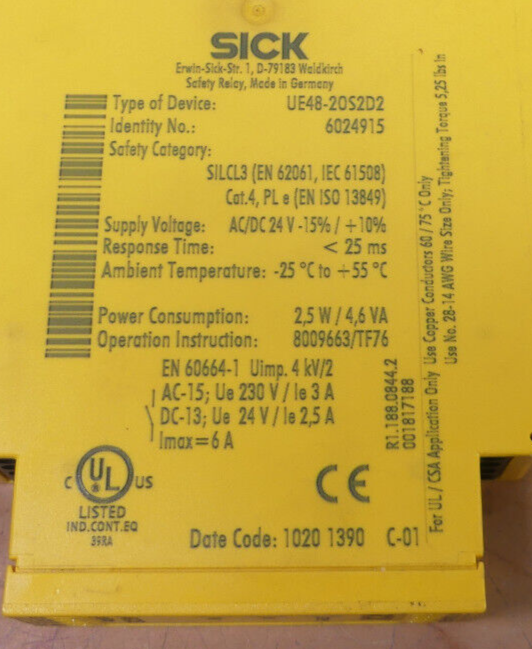 SICK
Erwin-Sick-Str. 1, D-79183 Waldkirch
Safety Relay, Made in Germany
Type of Device: UE48-2OS2D2
Identity No.: 6024915
Safety Category:
SILCL3 (EN 62061, IEC 61508)
Cat.4, PL e (EN ISO 13849)
Supply Voltage: AC/DC 24 V -15% / +10%
Response Time: < 25 ms
Ambient Temperature: -25 °C to +55 °C
Power Consumption: 2,5 W / 4,6 VA
Operation Instruction: 8009663/TF76
EN 60664-1 Uimp. 4 kV/2
AC-15; Ue 230 V / Ie 3 A
DC-13; Ue 24 V / Ie 2,5 A
Imax=6 A
C UL US
LISTED
IND.CONT.EQ
39RA
CE
Date Code: 1020 1390 C-01
R1.188.0844.2
001817188
For UL / CSA Application Only Use Copper Conductors 60 / 75 °C Only
Use No. 28-14 AWG Wire Size Only; Tightening Torque 5,25 lbs In